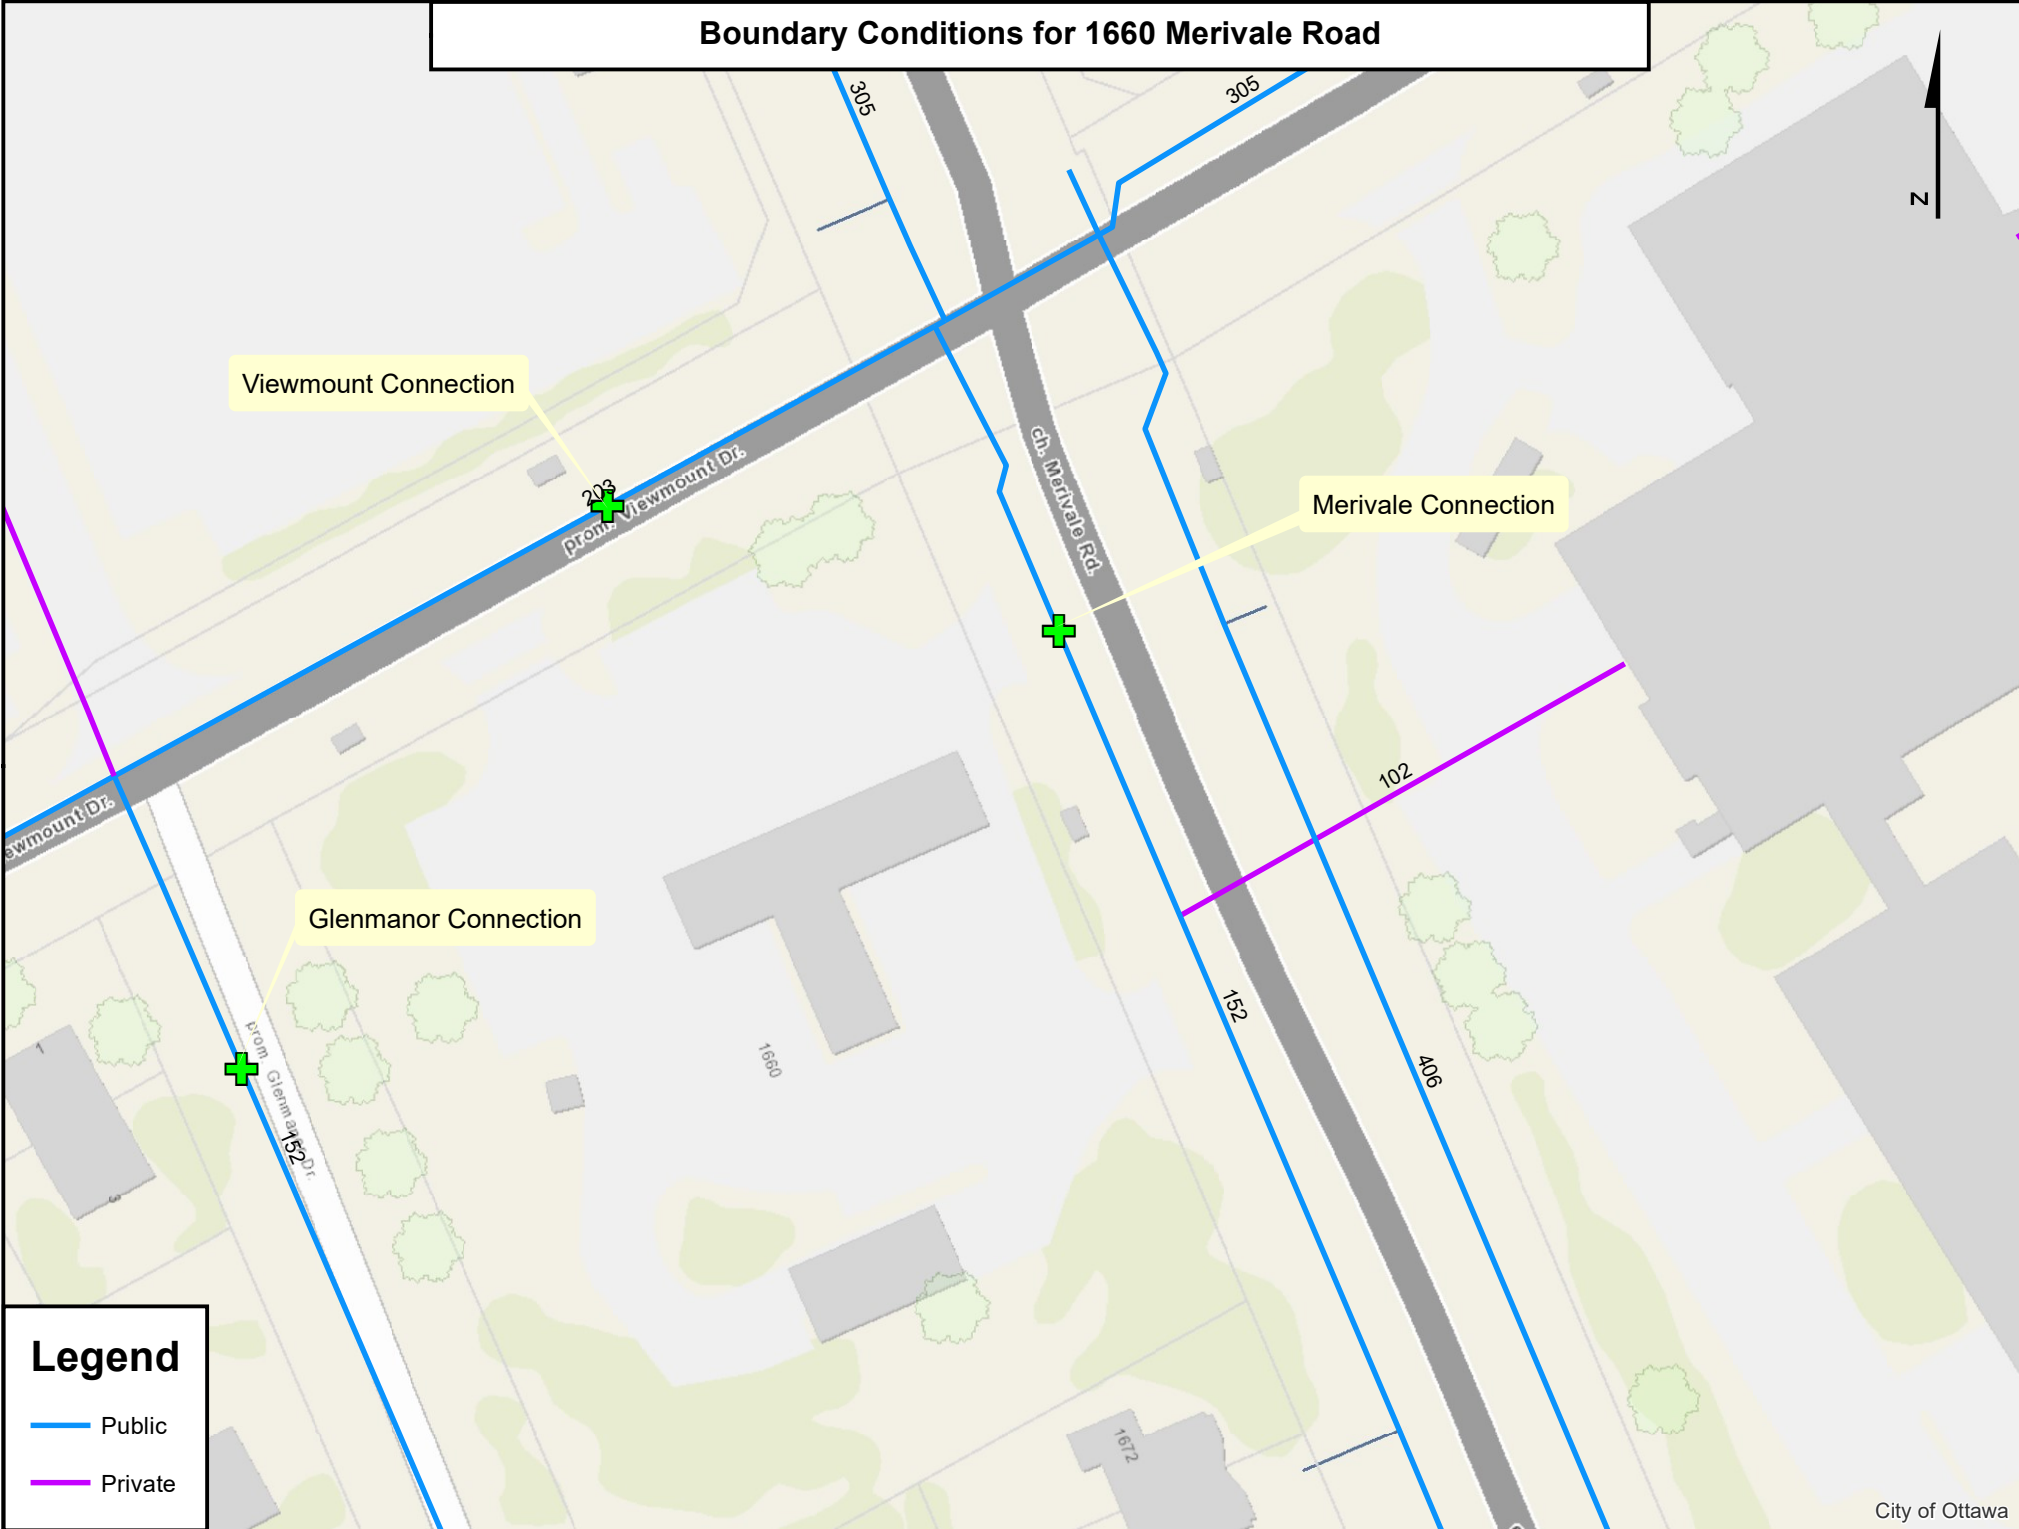 Boundary Conditions for 1660 Merivale Road
305
305
N
Viewmount Connection
203
prom. Viewmount Dr.
ch. Merivale Rd.
Merivale Connection
102
ewmount Dr.
Glenmanor Connection
152
406
1660
1
prom. Glenmanor Dr.
152
3
Legend
Public
Private
1672
City of Ottawa